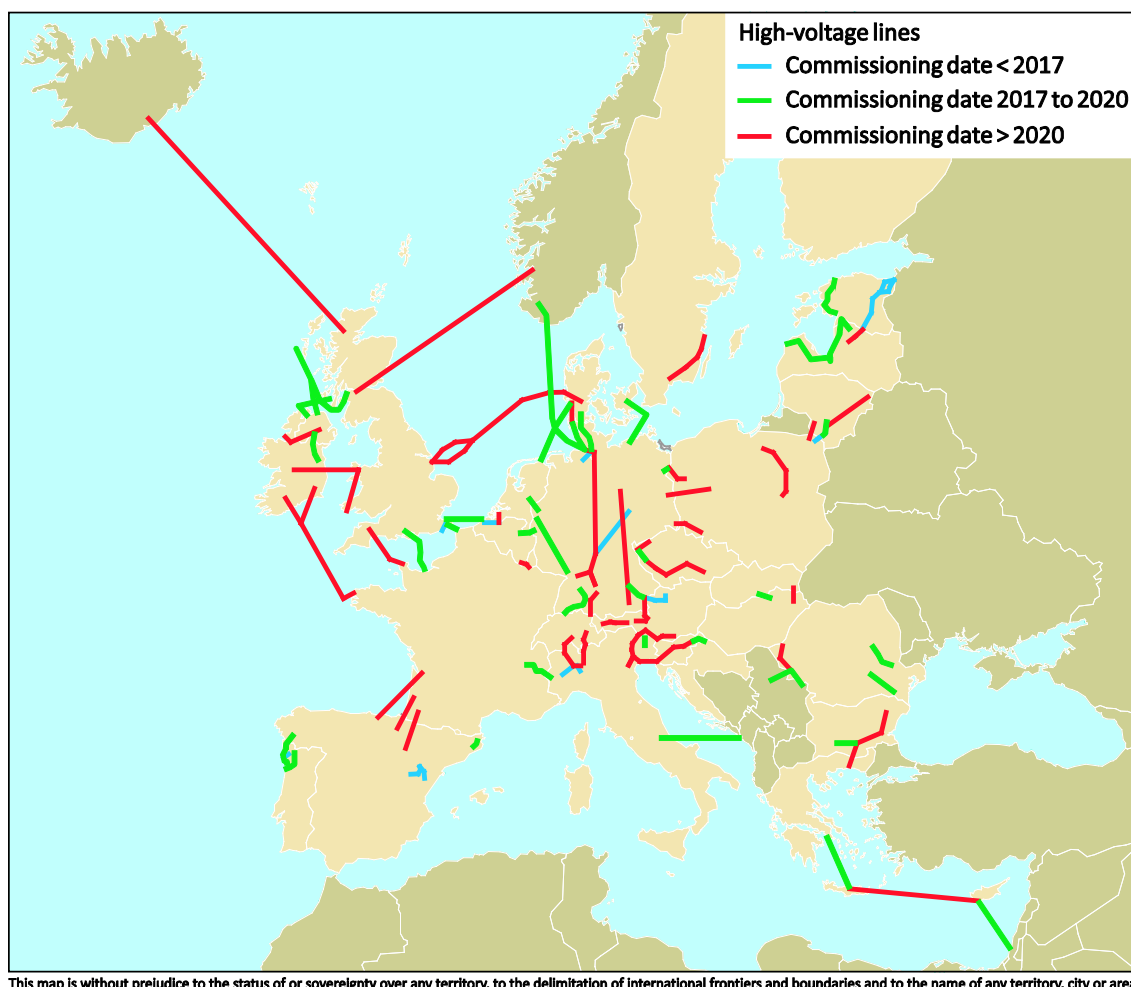 High-voltage lines
Commissioning date < 2017
Commissioning date 2017 to 2020
Commissioning date > 2020
This map is without prejudice to the status of or sovereignty over any territory, to the delimitation of international frontiers and boundaries and to the name of any territory, city or area